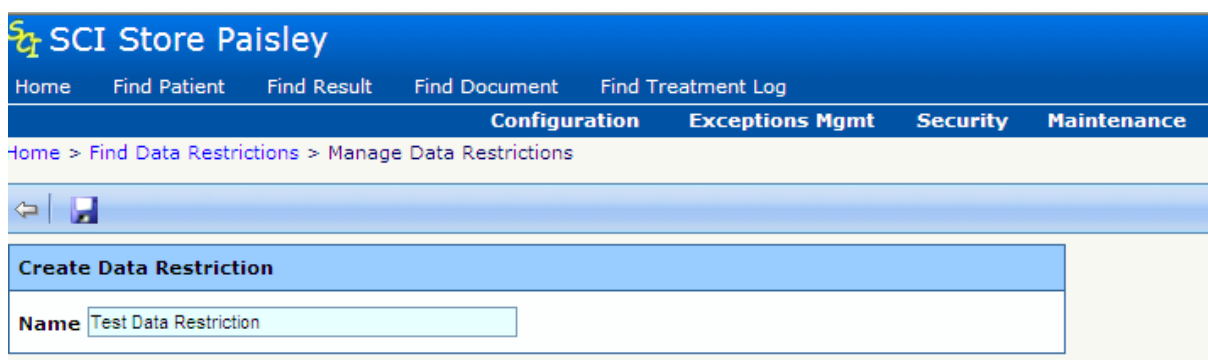 SCI SCI Store Paisley
Home Find Patient Find Result Find Document Find Treatment Log
Configuration Exceptions Mgmt Security Maintenance
Home > Find Data Restrictions > Manage Data Restrictions
Create Data Restriction
Name Test Data Restriction